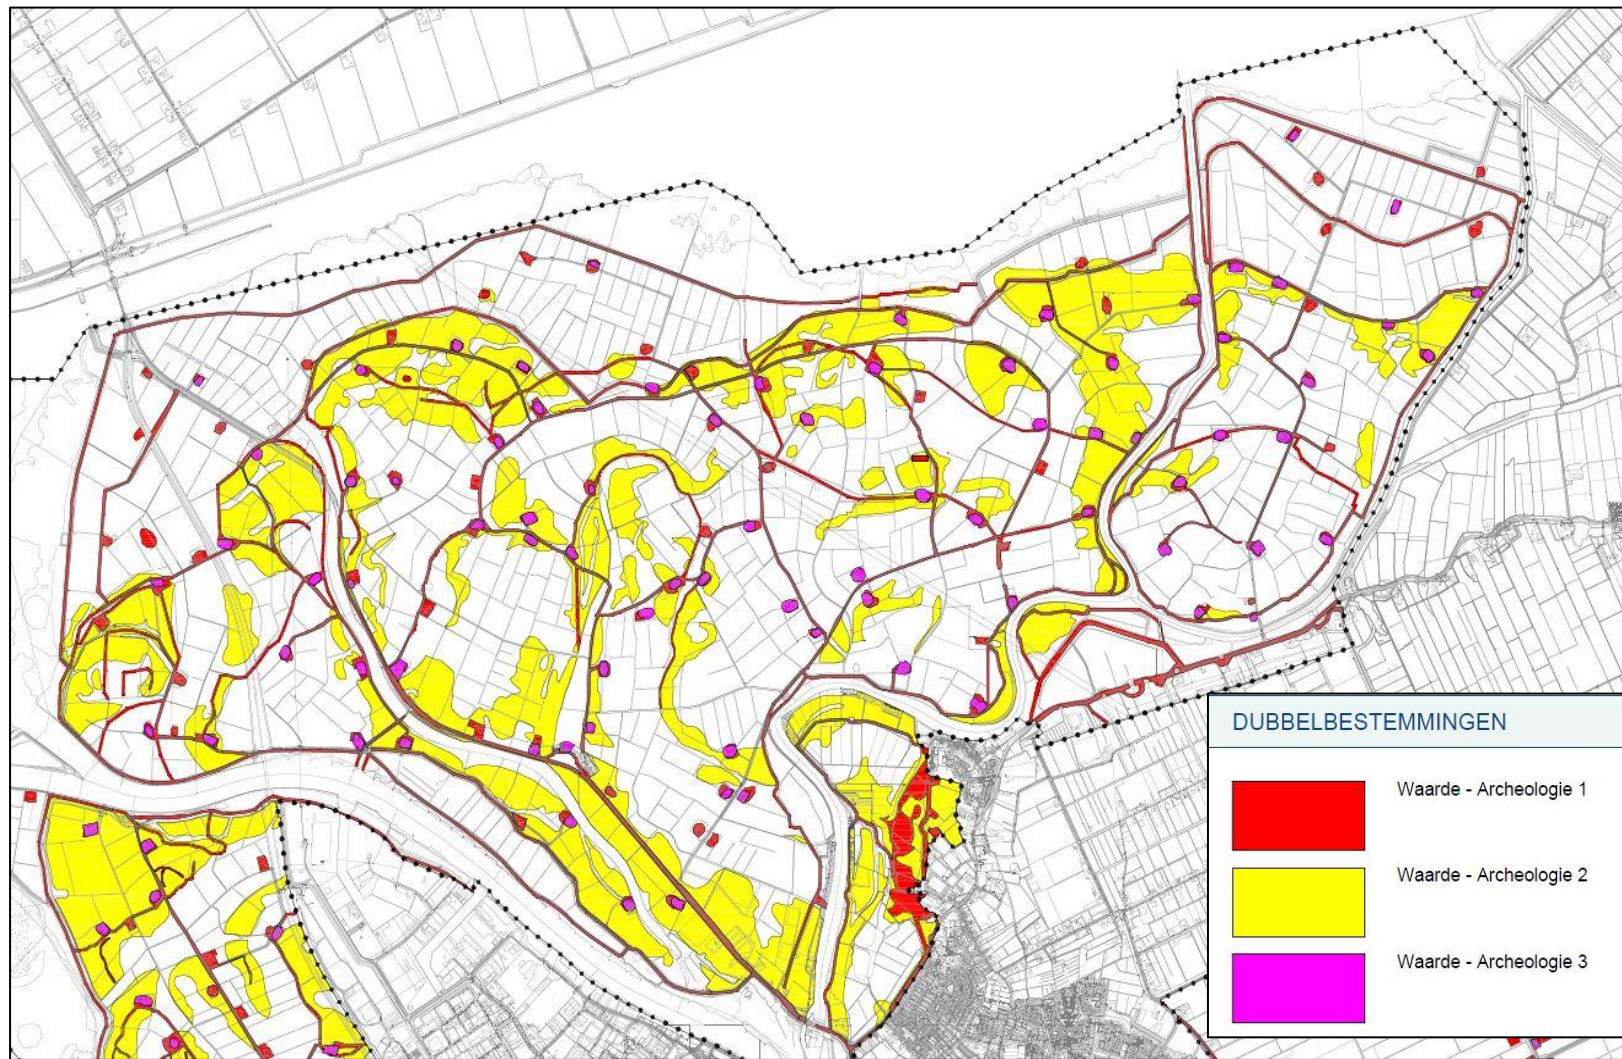 DUBBELBESTEMMINGEN
Waarde - Archeologie 1
Waarde - Archeologie 2
Waarde - Archeologie 3